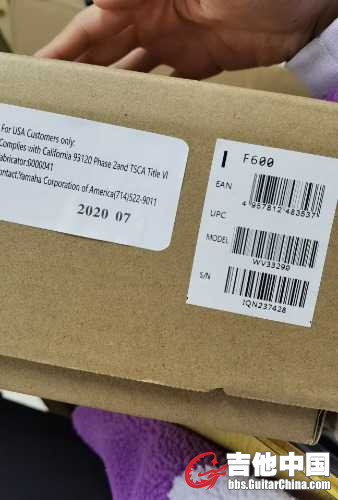 For USA Customers only:
Complies with California 93120 Phase 2and TSCA Title VI
abricator:0000041
ontact:Yamaha Corporation of America(714)522-9011
2020 07
F600
EAN
4 957812 483537
UPC
MODEL
WV33290
S/N
IQN237428
吉他中国
bbs.GuitarChina.com